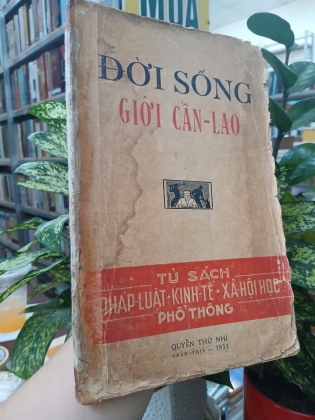 MUA
ĐỜI SỐNG
GIỚI CẦN-LAO
TỦ SÁCH
PHÁP-LUẬT • KINH-TẾ • XÃ-HỘI HỌC
PHỔ THÔNG
QUYỂN THỨ NHÌ